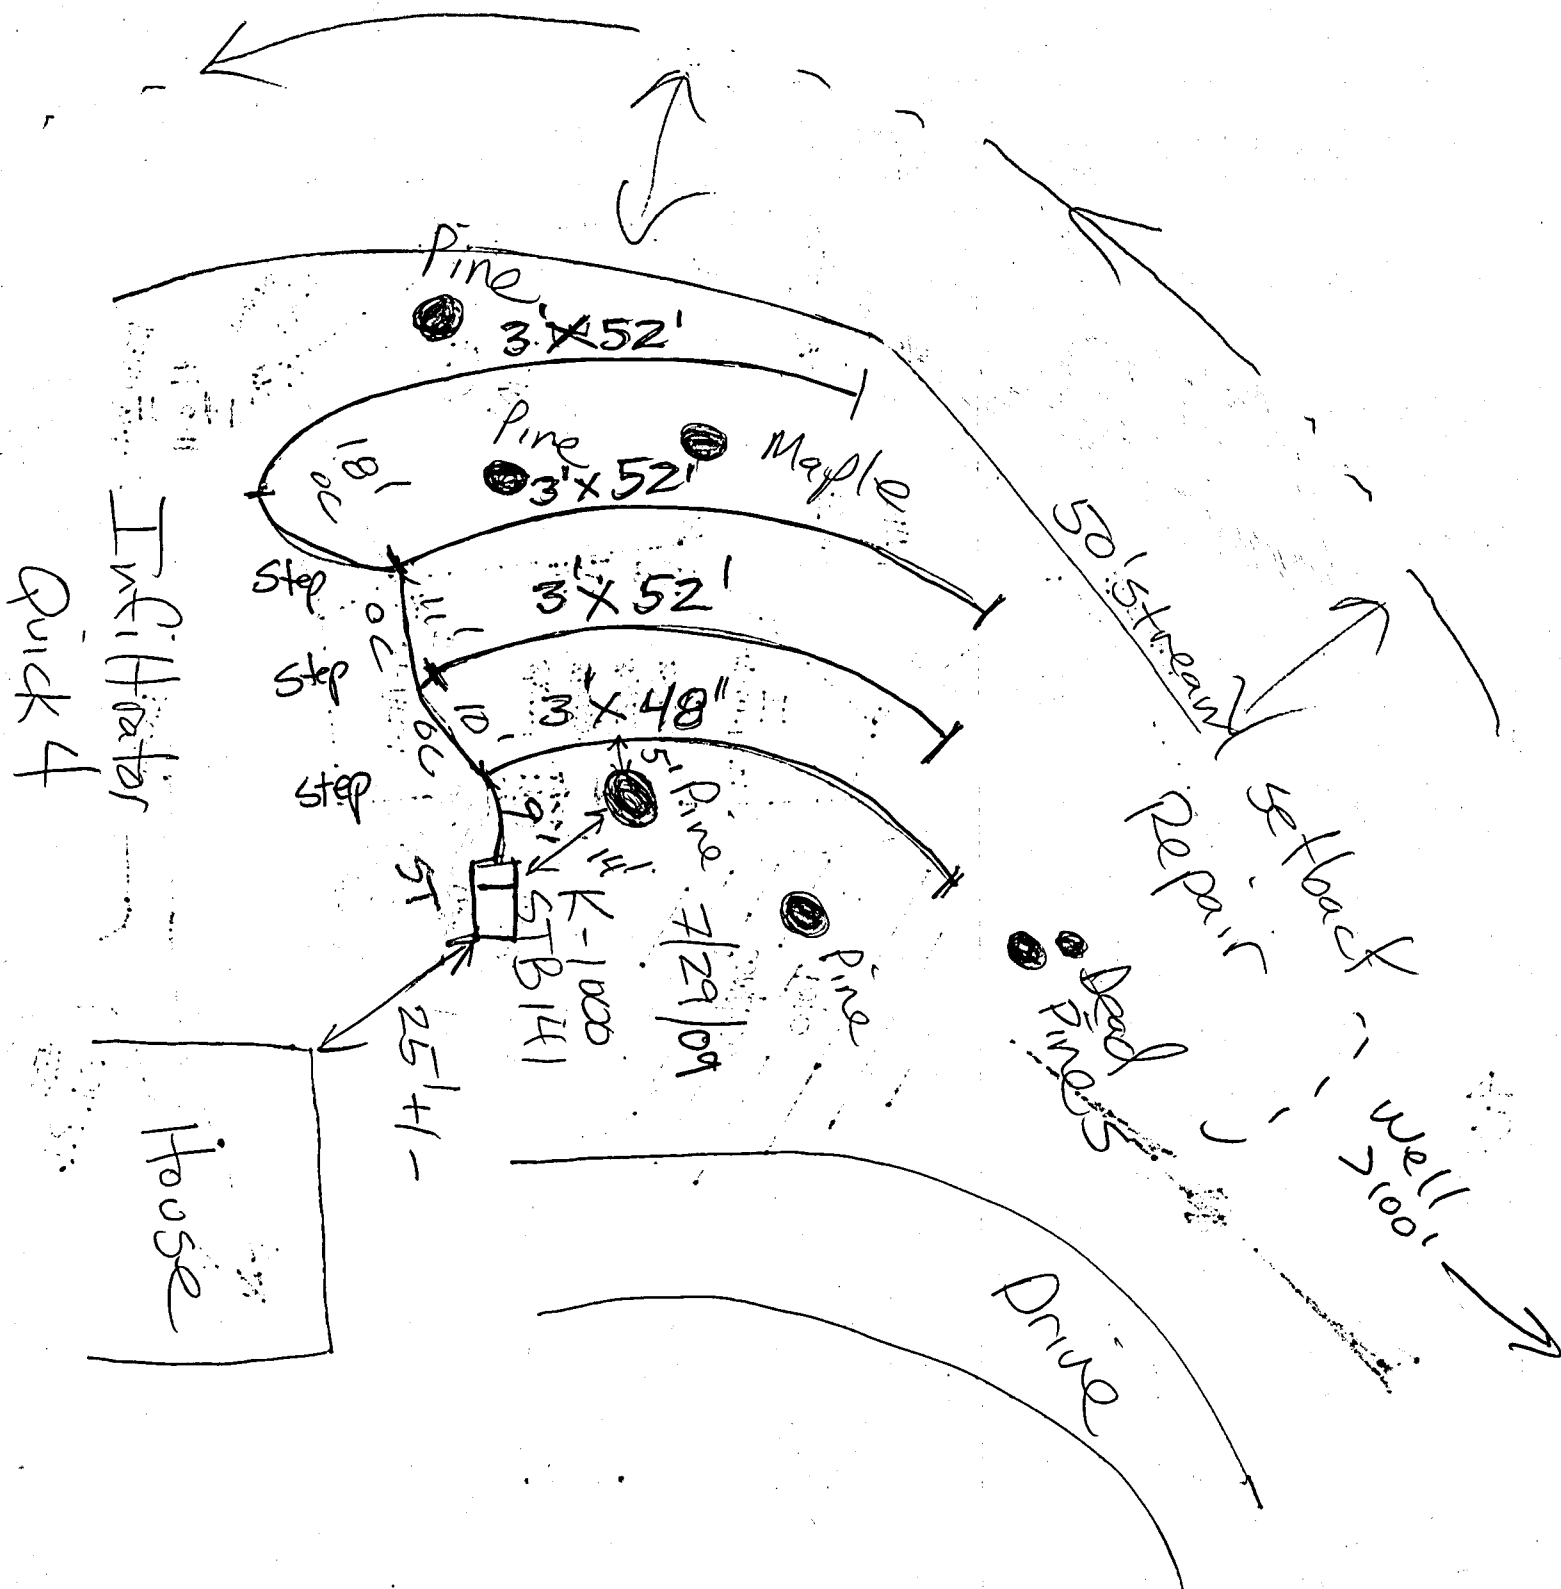 Pine
3'X52'
Pine
Maple
3'x52'
18'
oc
Step
3'X52'
11'
oc
Step
3'X48"
10'
oc
Step
5'
Pine
9'
14'
ST
K-1000
STB 141
7/29/09
Pine
Dead
Pines
50' stream
setback
Repair
Well
>100'
25'+/-
House
Drive
Infiltrator
Quick 4